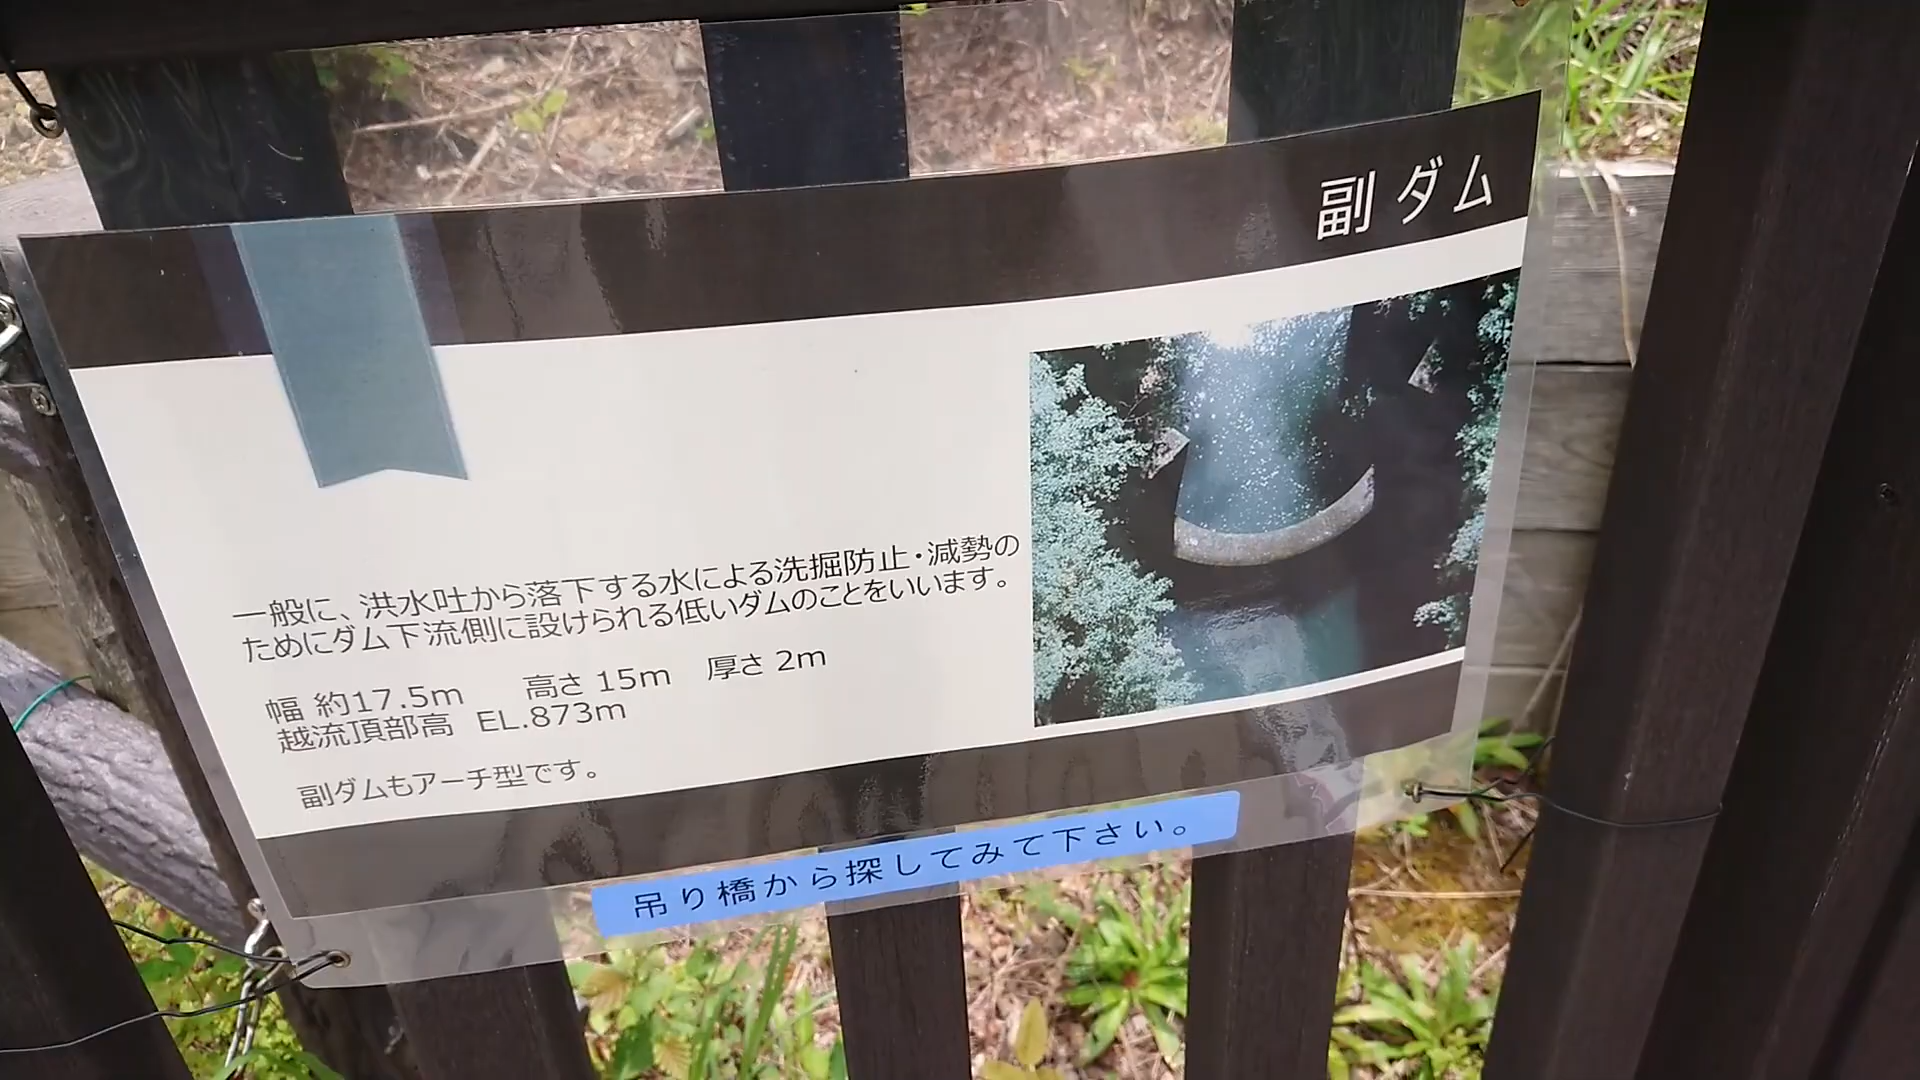 副 ダム
一般に、洪水吐から落下する水による洗掘防止・減勢の
ためにダム下流側に設けられる低いダムのことをいいます。
幅 約17.5m 高さ 15m 厚さ 2m
越流頂部高 EL.873m
副ダムもアーチ型です。
吊り橋から探してみて下さい。